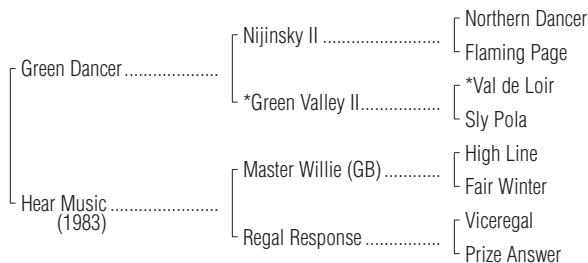 Northern Dancer
Nijinsky II ........................
Flaming Page
Green Dancer ...................
*Val de Loir
*Green Valley II ................
Sly Pola
High Line
Master Willie (GB) ............
Fair Winter
Hear Music ......................
(1983)
Viceregal
Regal Response ...............
Prize Answer